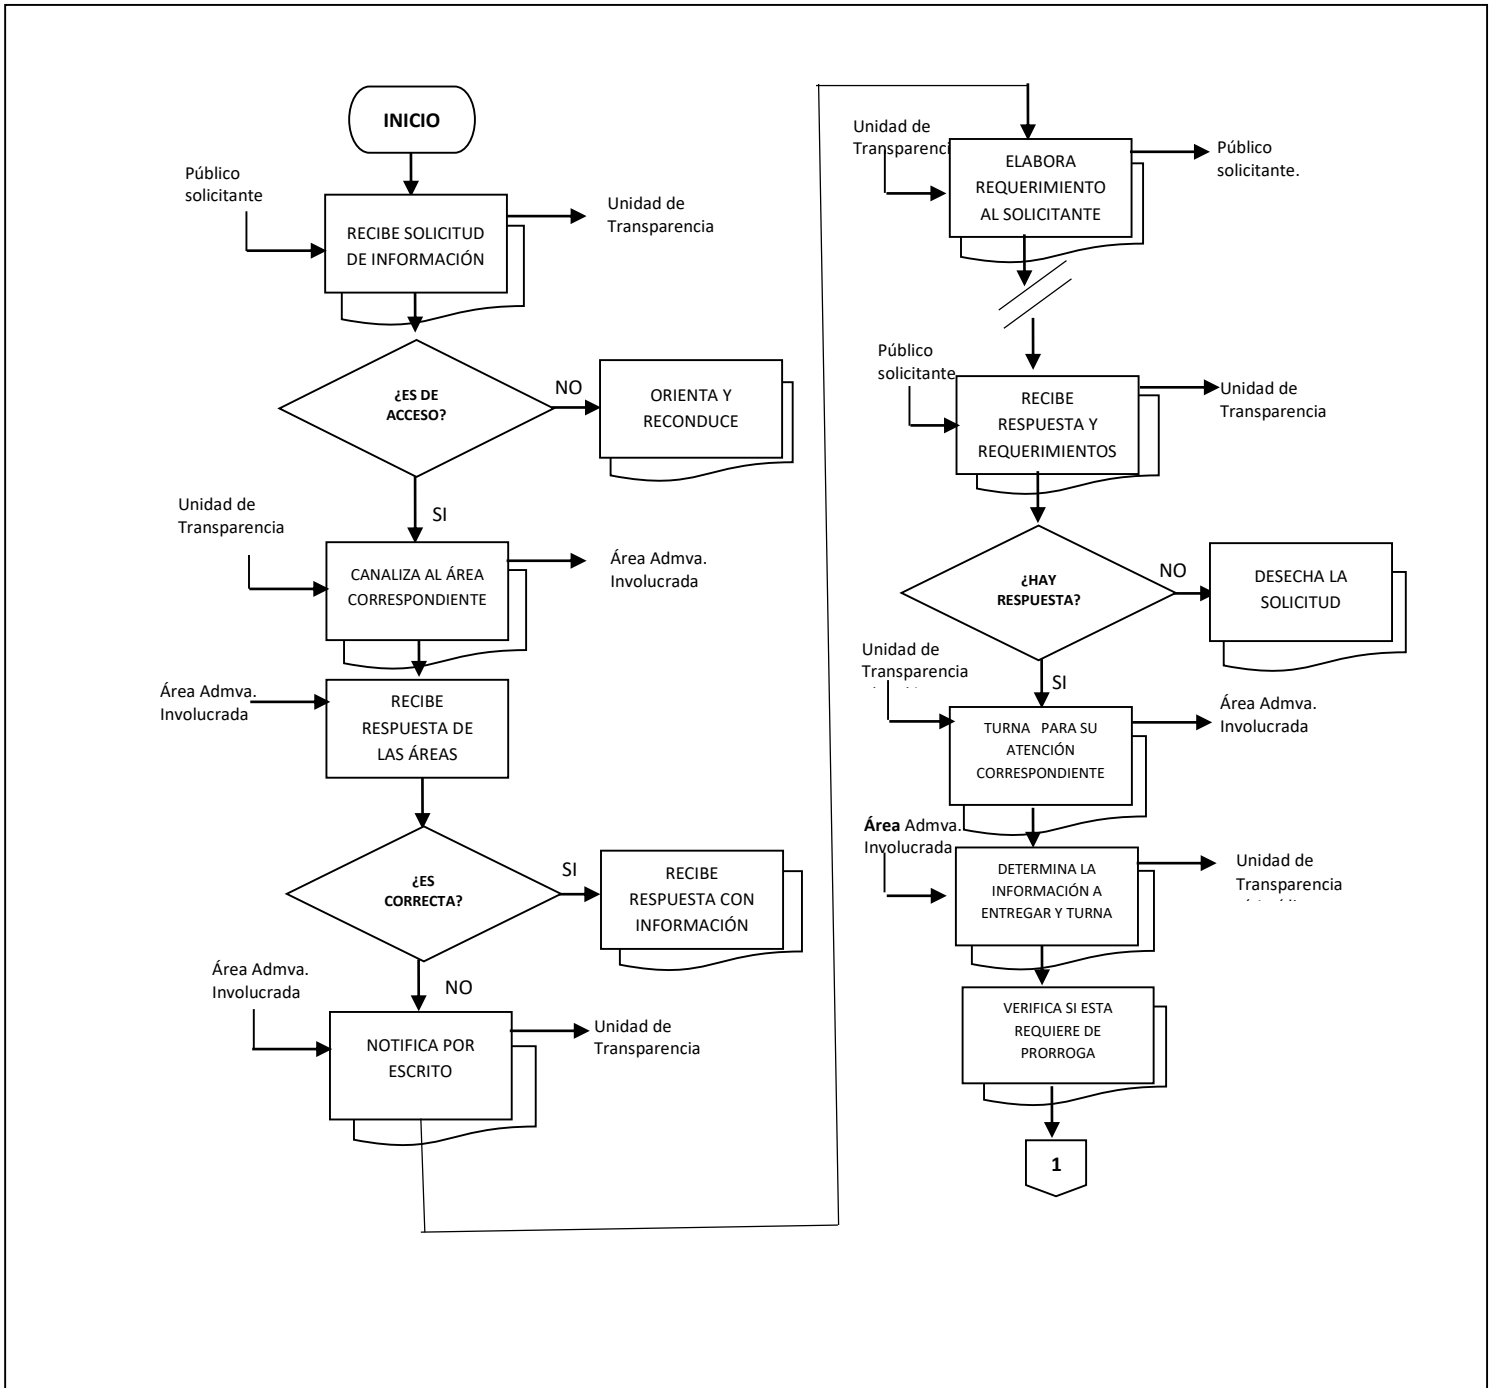 INICIO
Público
solicitante
Unidad de
Transparencia
RECIBE SOLICITUD
DE INFORMACIÓN
¿ES DE
ACCESO?
NO
ORIENTA Y
RECONDUCE
SI
Unidad de
Transparencia
Área Admva.
Involucrada
CANALIZA AL ÁREA
CORRESPONDIENTE
Área Admva.
Involucrada
RECIBE
RESPUESTA DE
LAS ÁREAS
¿ES
CORRECTA?
SI
RECIBE
RESPUESTA CON
INFORMACIÓN
NO
Área Admva.
Involucrada
NOTIFICA POR
ESCRITO
Unidad de
Transparencia
Unidad de
Transparenci
ELABORA
REQUERIMIENTO
AL SOLICITANTE
Público
solicitante.
Público
solicitante
RECIBE
RESPUESTA Y
REQUERIMIENTOS
Unidad de
Transparencia
¿HAY
RESPUESTA?
NO
DESECHA LA
SOLICITUD
SI
Unidad de
Transparencia
TURNA PARA SU
ATENCIÓN
CORRESPONDIENTE
Área Admva.
Involucrada
Área Admva.
Involucrada
DETERMINA LA
INFORMACIÓN A
ENTREGAR Y TURNA
Unidad de
Transparencia
VERIFICA SI ESTA
REQUIERE DE
PRORROGA
1